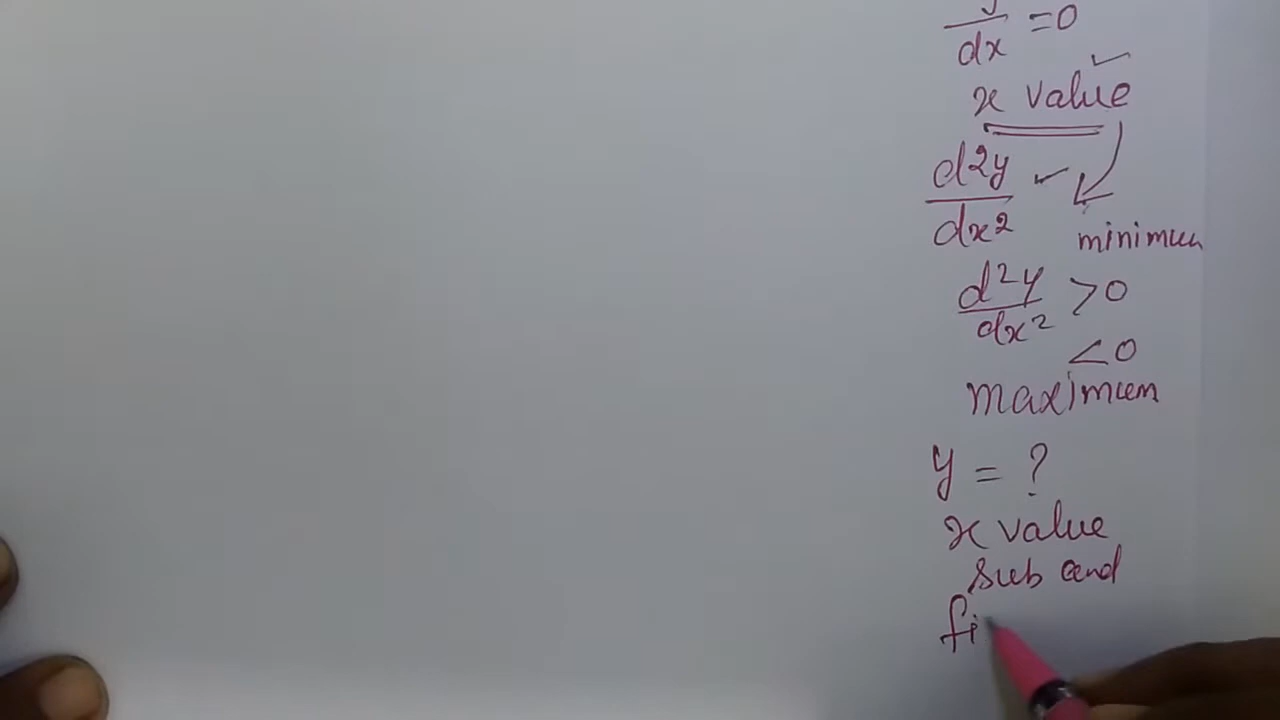 dx =0
x value
d2y
dx2
minimum
d2y >0
dx2
<0
maximum
y = ?
x value
sub and
fi